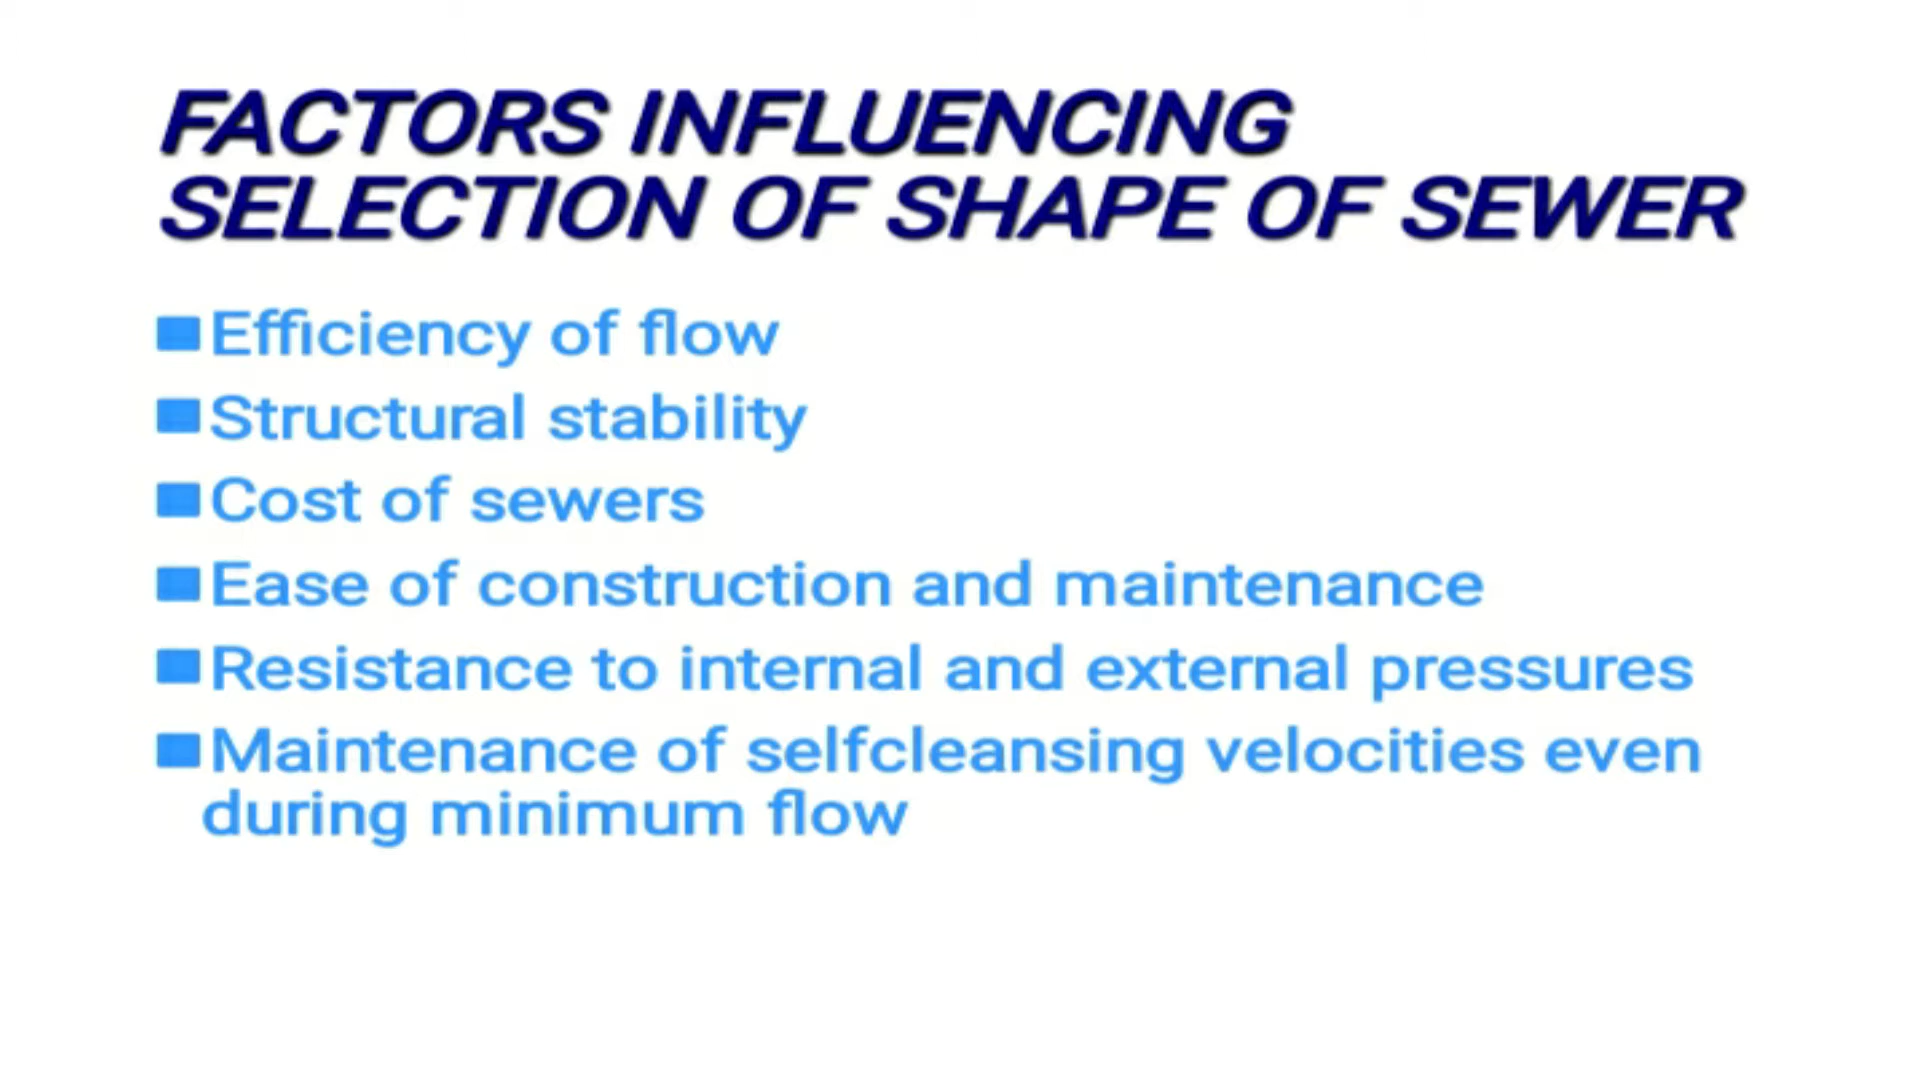 FACTORS INFLUENCING
SELECTION OF SHAPE OF SEWER
Efficiency of flow
Structural stability
Cost of sewers
Ease of construction and maintenance
Resistance to internal and external pressures
Maintenance of selfcleansing velocities even
during minimum flow